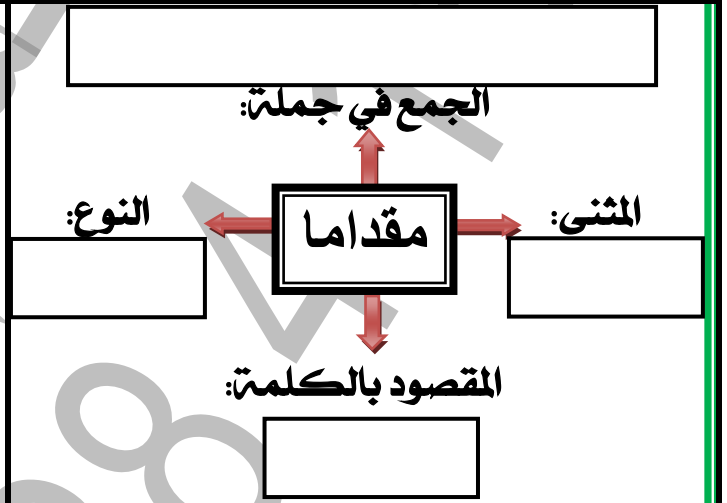 الجمع في جملة:
المثنى:
النوع:
مقداما
المقصود بالكلمة: